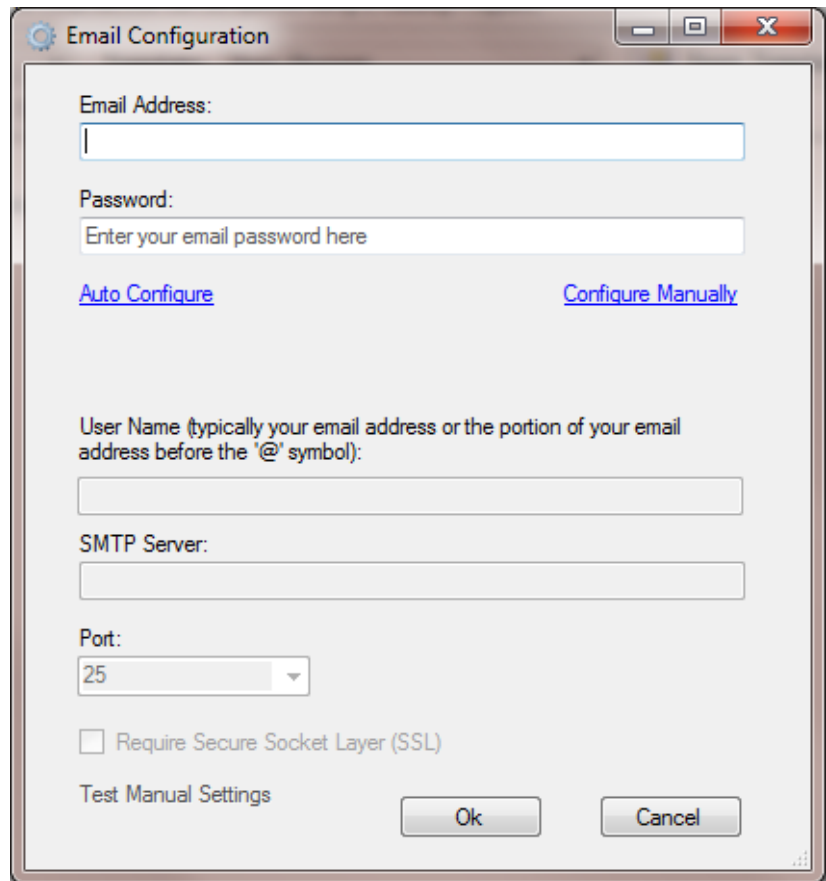 Email Configuration
Email Address:
Password:
Enter your email password here
Auto Configure
Configure Manually
User Name (typically your email address or the portion of your email
address before the '@' symbol):
SMTP Server:
Port:
25
Require Secure Socket Layer (SSL)
Test Manual Settings
Ok
Cancel